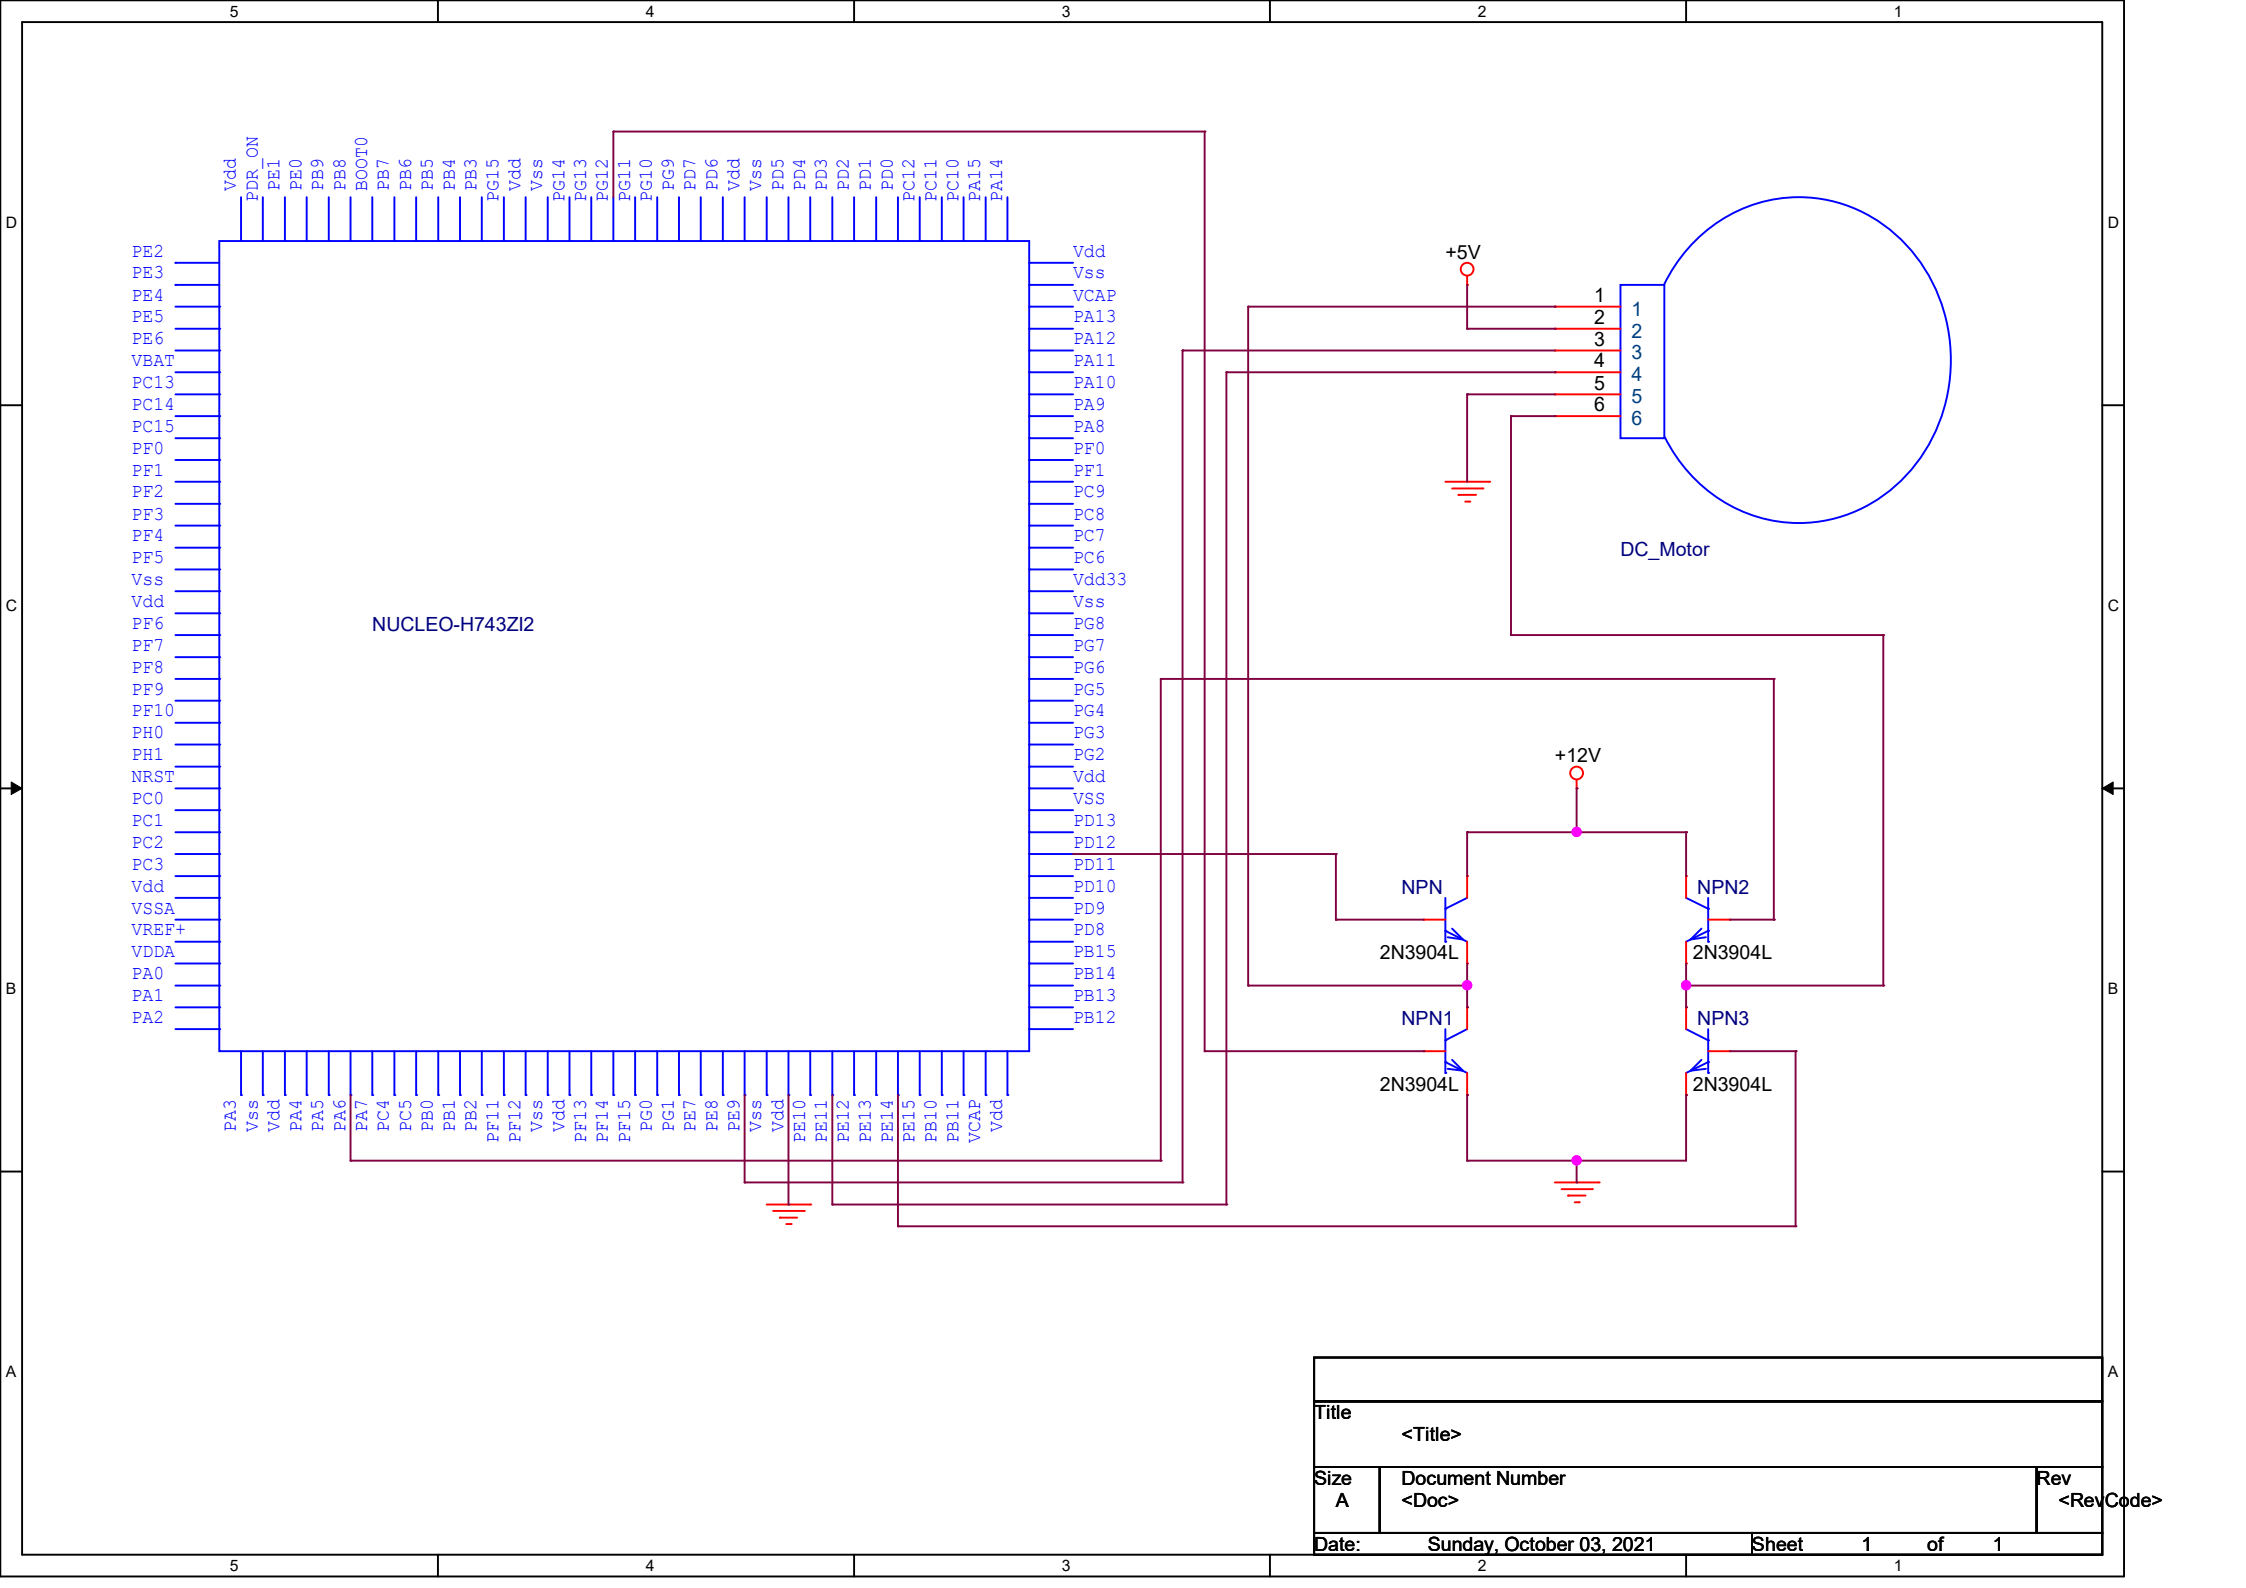 5 4 3 2 1
D D
C C
B B
A A
Vdd PDR_ON PE1 PE0 PB9 PB8 BOOT0 PB7 PB6 PB5 PB4 PB3 PG15 Vdd Vss PG14 PG13 PG12 PG11 PG10 PG9 PD7 PD6 Vdd Vss PD5 PD4 PD3 PD2 PD1 PD0 PC12 PC11 PC10 PA15 PA14
PE2
PE3
PE4
PE5
PE6
VBAT
PC13
PC14
PC15
PF0
PF1
PF2
PF3
PF4
PF5
Vss
Vdd
PF6
PF7
PF8
PF9
PF10
PH0
PH1
NRST
PC0
PC1
PC2
PC3
Vdd
VSSA
VREF+
VDDA
PA0
PA1
PA2
NUCLEO-H743ZI2
Vdd
Vss
VCAP
PA13
PA12
PA11
PA10
PA9
PA8
PF0
PF1
PC9
PC8
PC7
PC6
Vdd33
Vss
PG8
PG7
PG6
PG5
PG4
PG3
PG2
Vdd
VSS
PD13
PD12
PD11
PD10
PD9
PD8
PB15
PB14
PB13
PB12
PA3 Vss Vdd PA4 PA5 PA6 PA7 PC4 PC5 PB0 PB1 PB2 PF11 PF12 Vss Vdd PF13 PF14 PF15 PG0 PG1 PE7 PE8 PE9 Vss Vdd PE10 PE11 PE12 PE13 PE14 PE15 PB10 PB11 VCAP Vdd
+5V
1 1
2 2
3 3
4 4
5 5
6 6
DC_Motor
+12V
NPN NPN2
2N3904L 2N3904L
NPN1 NPN3
2N3904L 2N3904L
Title
<Title>
Size Document Number Rev
A <Doc> <RevCode>
Date: Sunday, October 03, 2021 Sheet 1 of 1
5 4 3 2 1